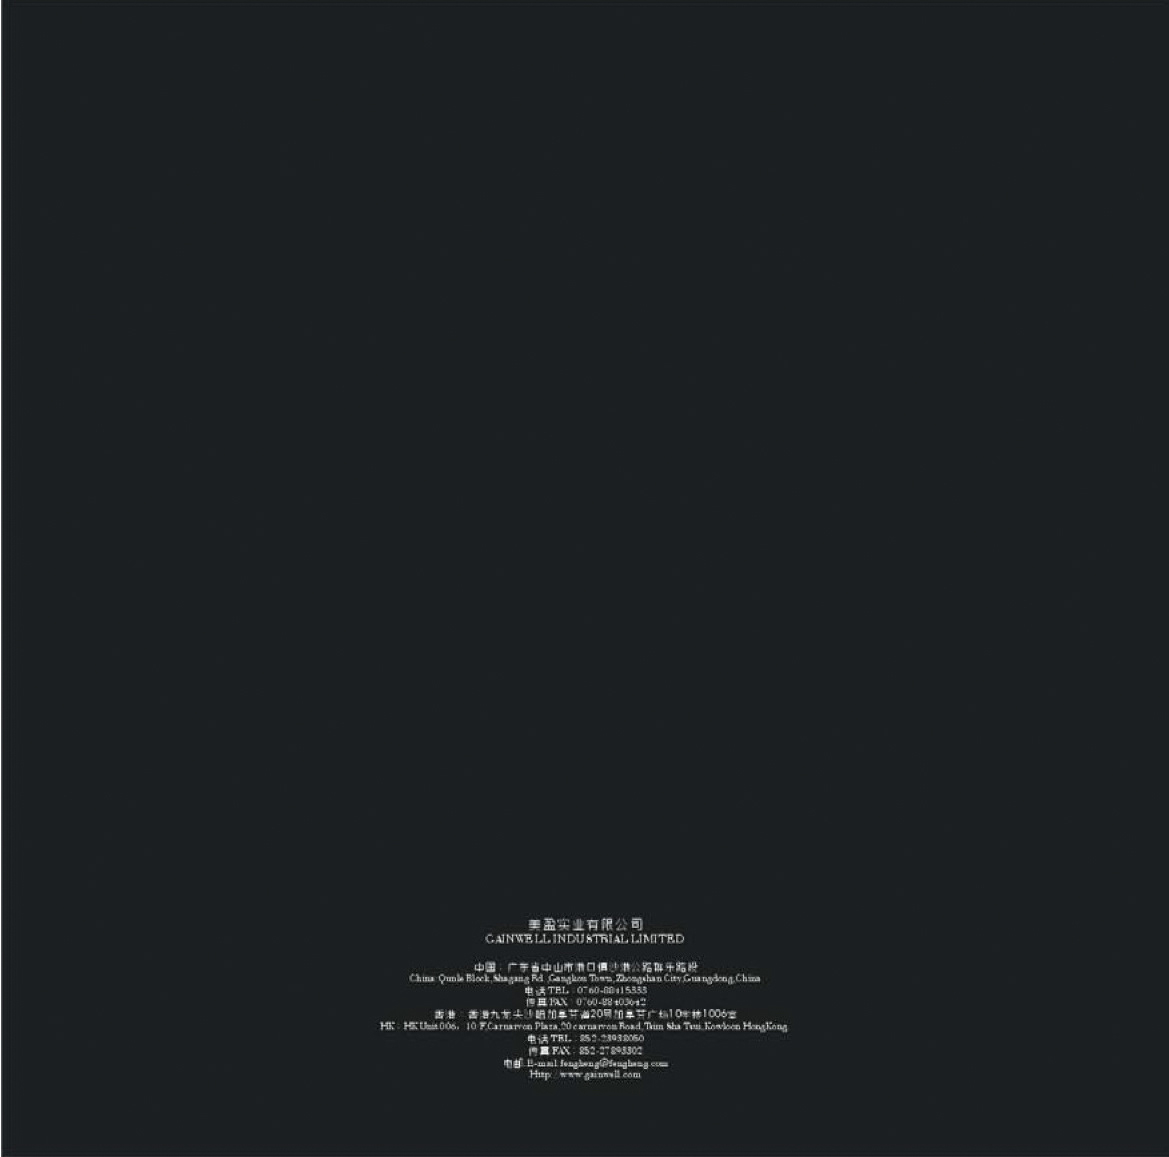 美盈实业有限公司
GAINWELL INDUSTRIAL LIMITED
中国：广东省中山市港口镇沙港公路群乐路段
China: Qunle Block,Shagang Rd.,Gangkou Town,Zhongshan City,Guangdong,China
电话 TEL：0760-88415333
传真 FAX：0760-88403642
香港：香港九龙尖沙咀加拿芬道20号加拿芬广场10字楼1006室
HK：HK Unit 006，10/F,Carnarvon Plaza,20 carnarvon Road,Tsim Sha Tsui,Kowloon HongKong.
电话 TEL：852-23938050
传真 FAX：852-27893302
电邮: E-mail:fengheng@fengheng.com
Http://www.gainwell.com